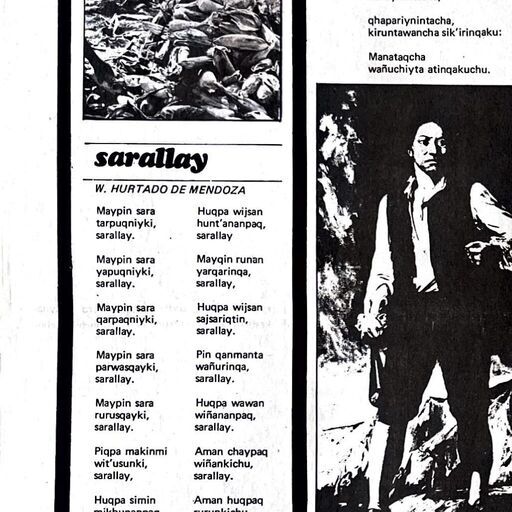 qhapariynintacha,
kiruntawancha sik'irinqaku:
Manataqcha
wañuchiyta atinqakuchu.
sarallay
W. HURTADO DE MENDOZA
Maypin sara
tarpuqniyki,
sarallay.
Maypin sara
yapuqniyki,
sarallay.
Maypin sara
qarpaqniyki,
sarallay.
Maypin sara
parwasqayki,
sarallay.
Maypin sara
rurusqayki,
sarallay.
Piqpa makinmi
wit'usunki,
sarallay,
Huqpa simin
mikhunanpaq
Huqpa wijsan
hunt'ananpaq,
sarallay
Mayqin runan
yarqarinqa,
sarallay,
Huqpa wijsan
sajsariqtin,
sarallay.
Pin qanmanta
wañurinqa,
sarallay.
Huqpa wawan
wiñananpaq,
sarallay.
Aman chaypaq
wiñankichu,
sarallay.
Aman huqpaq
rurunkichu